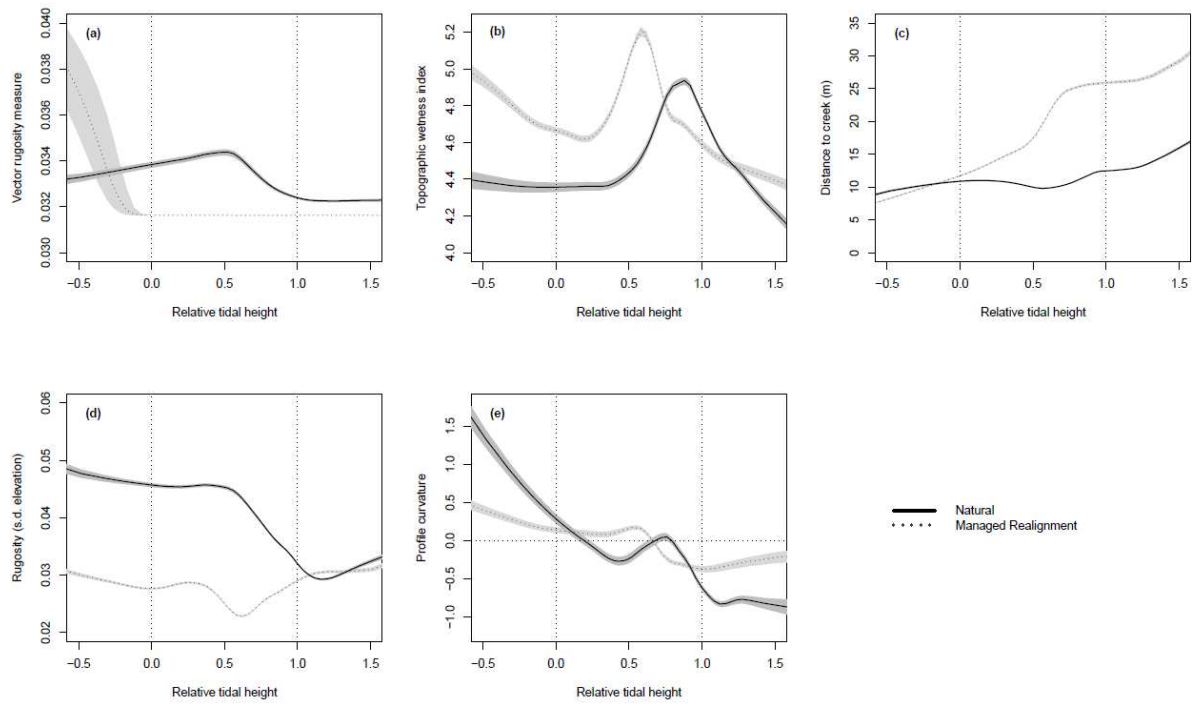 (a)
Vector rugosity measure
0.030 0.032 0.034 0.036 0.038 0.040
−0.5 0.0 0.5 1.0 1.5
Relative tidal height
(b)
Topographic wetness index
4.0 4.2 4.4 4.6 4.8 5.0 5.2
−0.5 0.0 0.5 1.0 1.5
Relative tidal height
(c)
Distance to creek (m)
0 5 10 15 20 25 30 35
−0.5 0.0 0.5 1.0 1.5
Relative tidal height
(d)
Rugosity (s.d. elevation)
0.02 0.03 0.04 0.05 0.06
−0.5 0.0 0.5 1.0 1.5
Relative tidal height
(e)
Profile curvature
−1.0 −0.5 0.0 0.5 1.0 1.5
−0.5 0.0 0.5 1.0 1.5
Relative tidal height
Natural
Managed Realignment